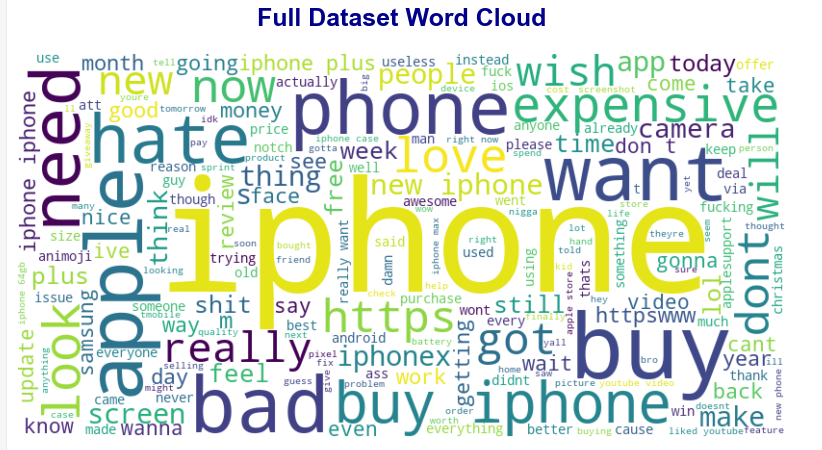 Full Dataset Word Cloud
use month going iphone plus useless instead wish app today offer
tell actually fuck ios cost screenshot come take
new now people big device expensive
att good money youre tomorrow idk giveaway 11
need hate phone anyone already camera
price iphone case man right now please time don t keep person
notch gotta week love spend want deal
pay product see well new iphone via
reason sprint thing free awesome went yet
iphone iphone apple guy though Sface review wow nigga store life fucking will
many nice think real iphone lot theyre seem thought
size ive soon bought said right hand told something gonna
animoji trying friend really want damn iphone max used using sure lol applesupport christmas
plus looking old check help kid thats dont
iphone 64gb issue someone shit say purchase wont still apple store hey video
look samsung tmobile way m https every finally httpswww much
update quality best next android battery getting got yall buy cant
everyone really pixel iphonex home wait bro year ill
anything day selling feel fix ass work didnt saw thank
might never guess give problem picture youtube video back new phone
case came screen bad buy order iphone win doesnt make
know made wanna even worth everything better buying cause liked youtube feature